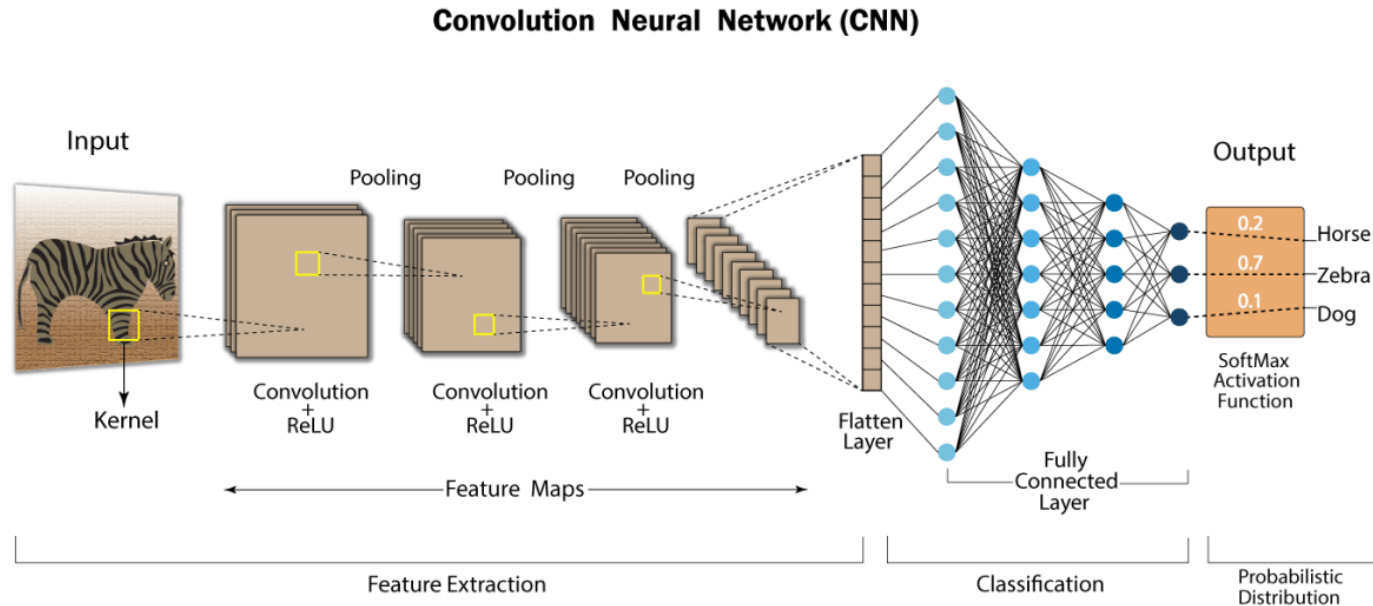 Convolution Neural Network (CNN)
Input
Pooling
Pooling
Pooling
Output
0.2
Horse
0.7
Zebra
0.1
Dog
SoftMax
Activation
Function
Kernel
Convolution
+
ReLU
Convolution
+
ReLU
Convolution
+
ReLU
Flatten
Layer
Fully
Connected
Layer
Feature Maps
Feature Extraction
Classification
Probabilistic
Distribution